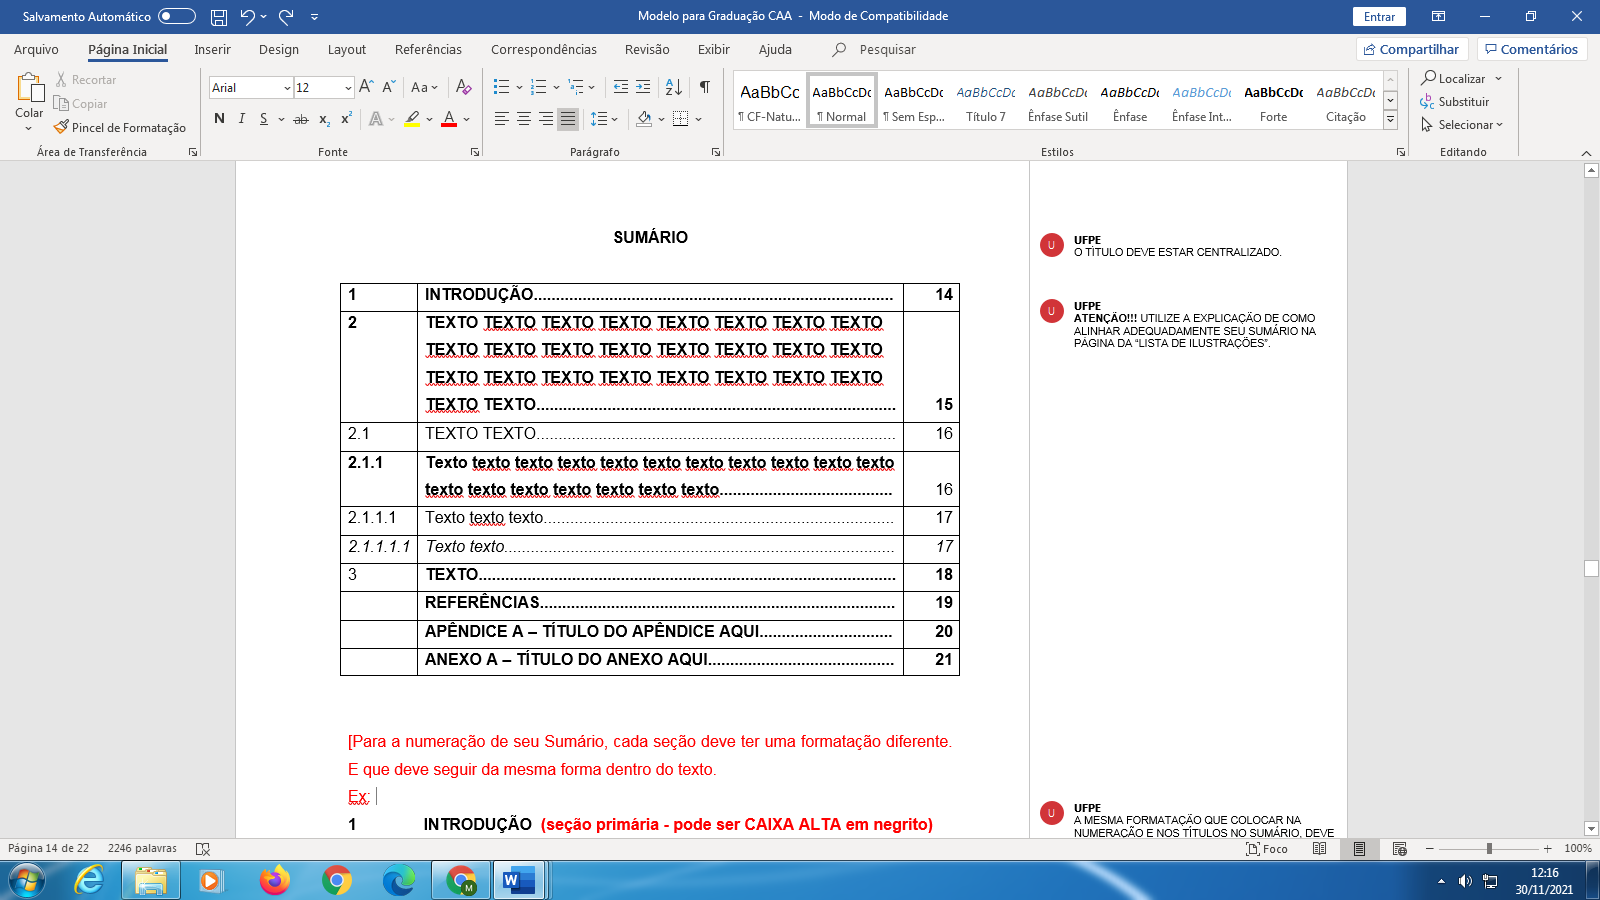 Salvamento Automático
Modelo para Graduação CAA - Modo de Compatibilidade
Entrar
Arquivo Página Inicial Inserir Design Layout Referências Correspondências Revisão Exibir Ajuda Pesquisar Compartilhar Comentários
Colar
Recortar
Copiar
Pincel de Formatação
Área de Transferência
Arial 12
Aa
N I S ab x₂ x² A A
Fonte
Parágrafo
AaBbCc AaBbCcDc AaBbCcDc AaBbCcDc AaBbCcDc AaBbCcDc AaBbCcDc AaBbCcDc AaBbCcDc
¶ CF-Natu... ¶ Normal ¶ Sem Esp... Título 7 Ênfase Sutil Ênfase Ênfase Int... Forte Citação
Estilos
Localizar
Substituir
Selecionar
Editando
SUMÁRIO
1 INTRODUÇÃO................................................................................ 14
2 TEXTO TEXTO TEXTO TEXTO TEXTO TEXTO TEXTO TEXTO
TEXTO TEXTO TEXTO TEXTO TEXTO TEXTO TEXTO TEXTO
TEXTO TEXTO TEXTO TEXTO TEXTO TEXTO TEXTO TEXTO
TEXTO TEXTO................................................................................ 15
2.1 TEXTO TEXTO................................................................................ 16
2.1.1 Texto texto texto texto texto texto texto texto texto texto texto
texto texto texto texto texto texto texto...................................... 16
2.1.1.1 Texto texto texto............................................................................... 17
2.1.1.1.1 Texto texto....................................................................................... 17
3 TEXTO............................................................................................. 18
REFERÊNCIAS............................................................................... 19
APÊNDICE A – TÍTULO DO APÊNDICE AQUI.............................. 20
ANEXO A – TÍTULO DO ANEXO AQUI.......................................... 21
[Para a numeração de seu Sumário, cada seção deve ter uma formatação diferente.
E que deve seguir da mesma forma dentro do texto.
Ex:
1 INTRODUÇÃO (seção primária - pode ser CAIXA ALTA em negrito)
U UFPE
O TÍTULO DEVE ESTAR CENTRALIZADO.
U UFPE
ATENÇÃO!!! UTILIZE A EXPLICAÇÃO DE COMO
ALINHAR ADEQUADAMENTE SEU SUMÁRIO NA
PÁGINA DA “LISTA DE ILUSTRAÇÕES”.
U UFPE
A MESMA FORMATAÇÃO QUE COLOCAR NA
NUMERAÇÃO E NOS TÍTULOS NO SUMÁRIO, DEVE
Página 14 de 22 2246 palavras
Foco
100%
12:16
30/11/2021